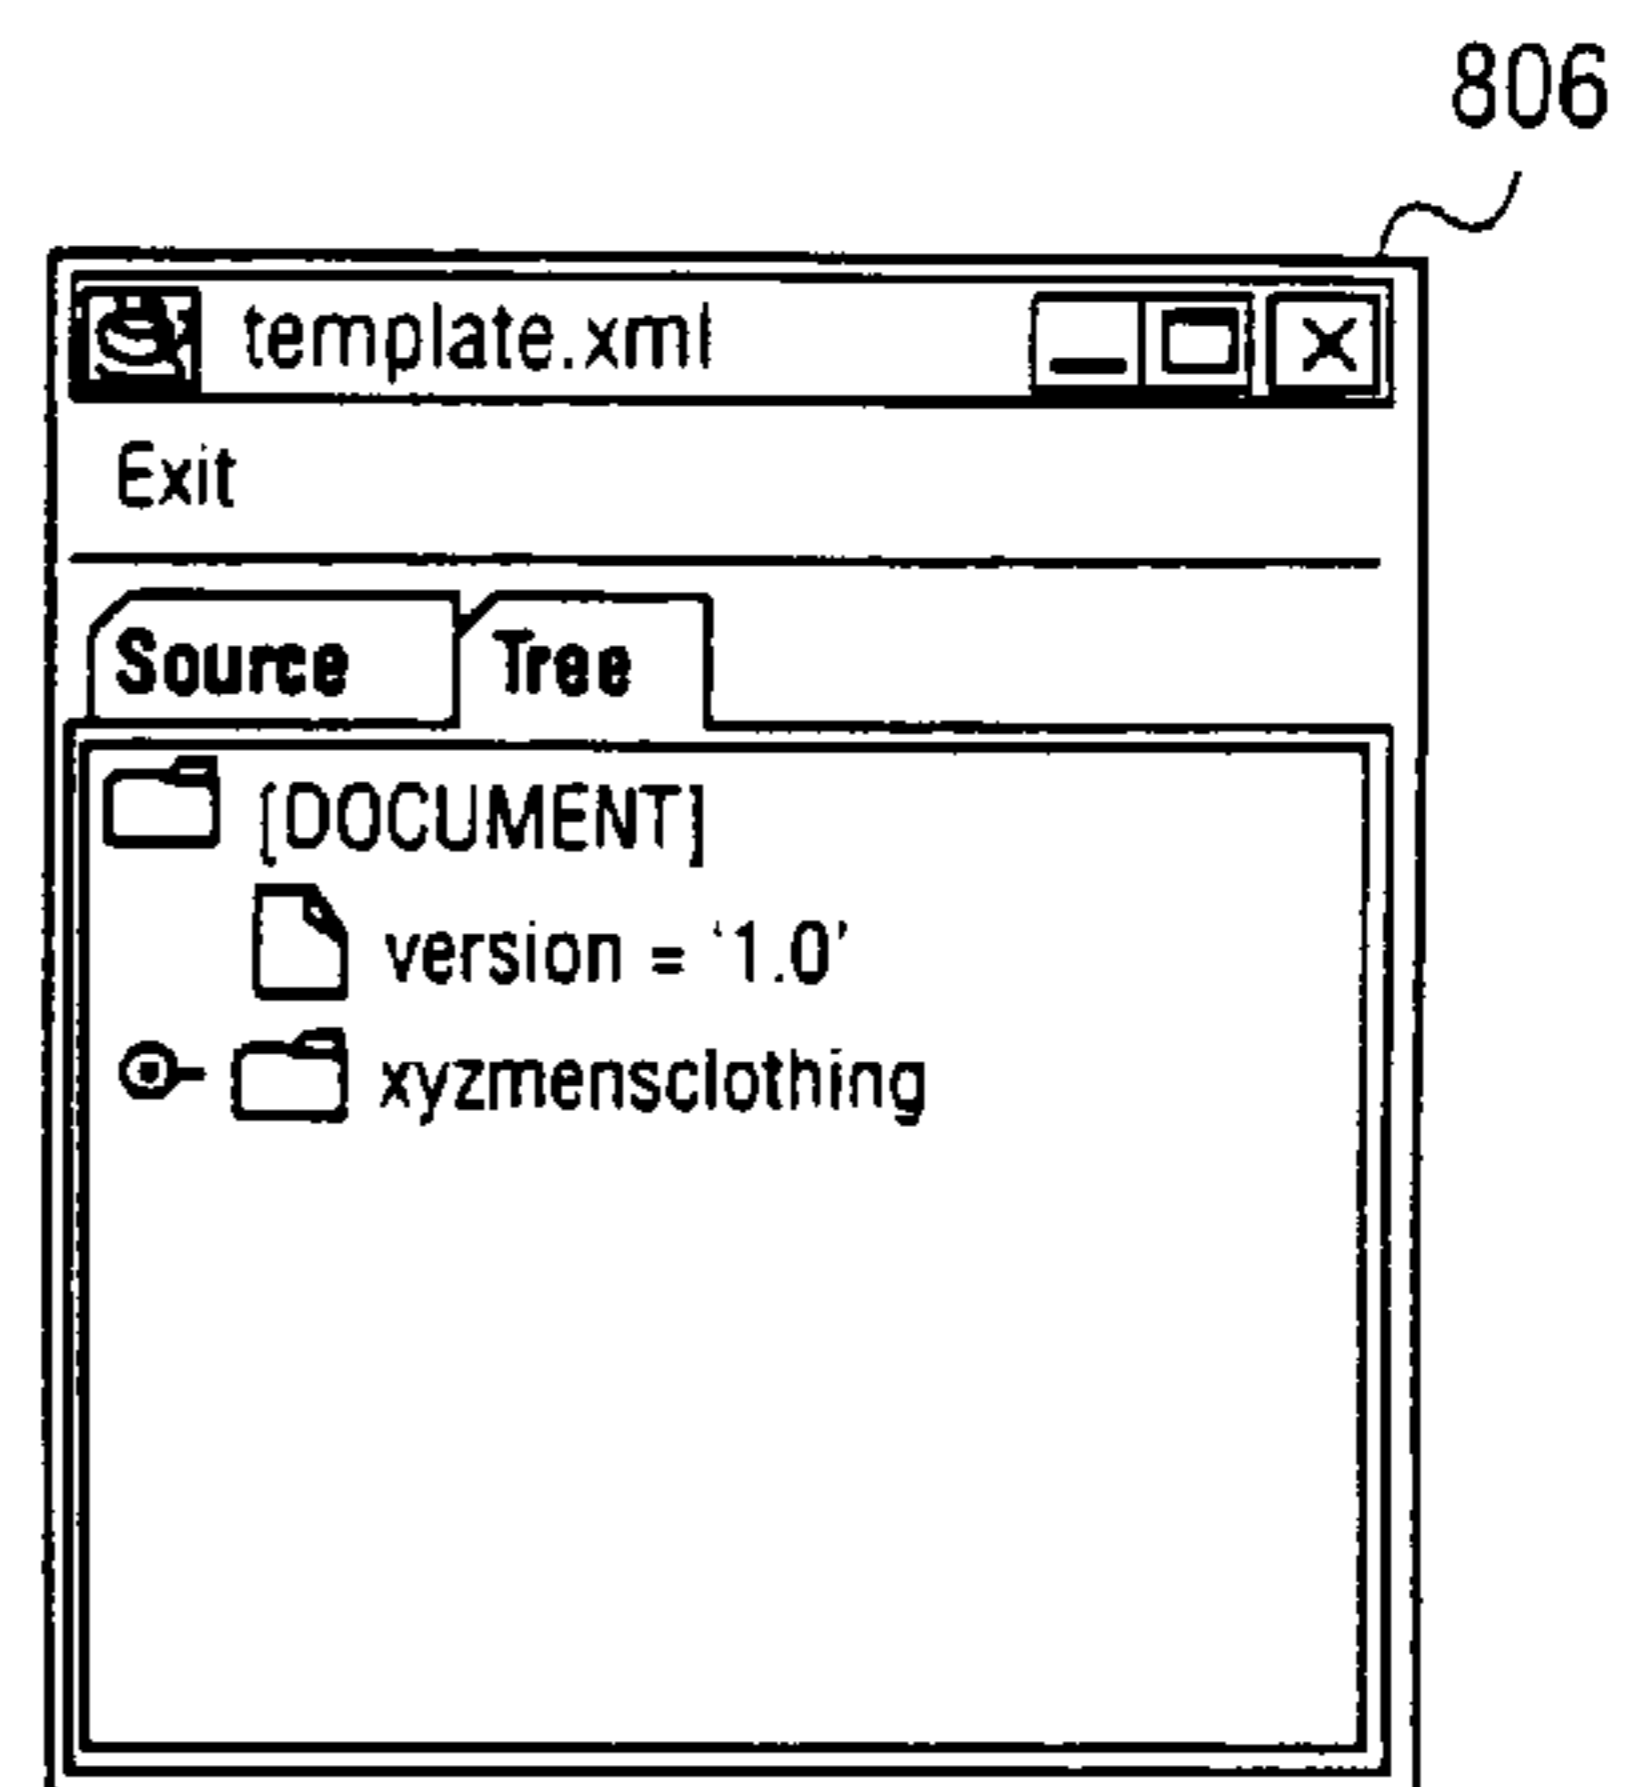 806
template.xml
Exit
Source Tree
[DOCUMENT]
version = ‘1.0’
xyzmensclothing